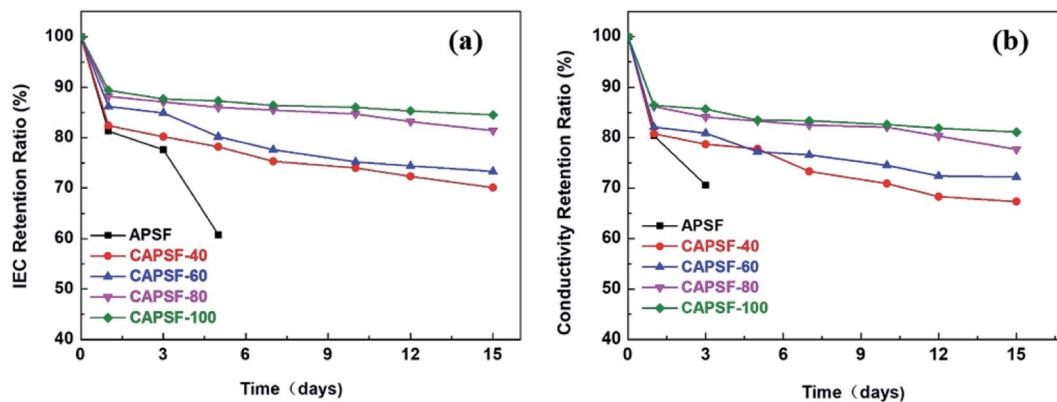 (a)
IEC Retention Ratio (%)
100
90
80
70
60
50
40
APSF
CAPSF-40
CAPSF-60
CAPSF-80
CAPSF-100
0 3 6 9 12 15
Time（days)
(b)
Conductivity Retention Ratio (%)
100
90
80
70
60
50
40
APSF
CAPSF-40
CAPSF-60
CAPSF-80
CAPSF-100
0 3 6 9 12 15
Time（days)